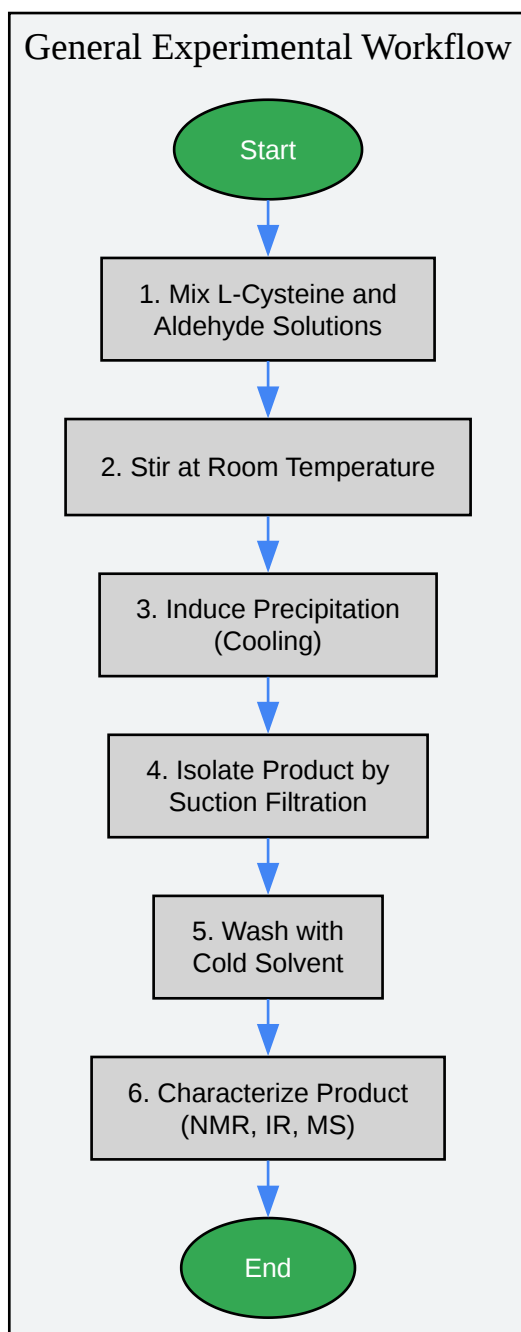 General Experimental Workflow
Start
1. Mix L-Cysteine and
Aldehyde Solutions
2. Stir at Room Temperature
3. Induce Precipitation
(Cooling)
4. Isolate Product by
Suction Filtration
5. Wash with
Cold Solvent
6. Characterize Product
(NMR, IR, MS)
End